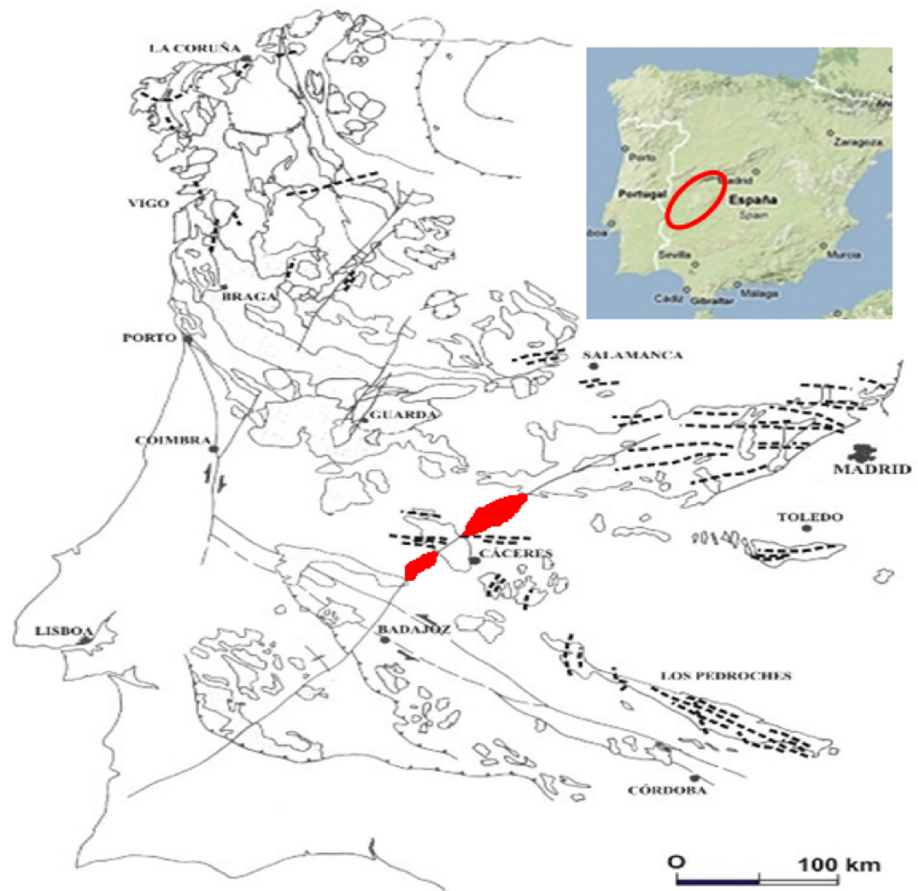 LA CORUÑA
VIGO
BRAGA
PORTO
SALAMANCA
GUARDA
COIMBRA
MADRID
TOLEDO
CÁCERES
LISBOA
BADAJOZ
LOS PEDROCHES
CÓRDOBA
O 100 km
Porto
Zaragoza
Madrid
Portugal
España
Spain
Sevilla
Murcia
Cádiz
Gibraltar
Málaga